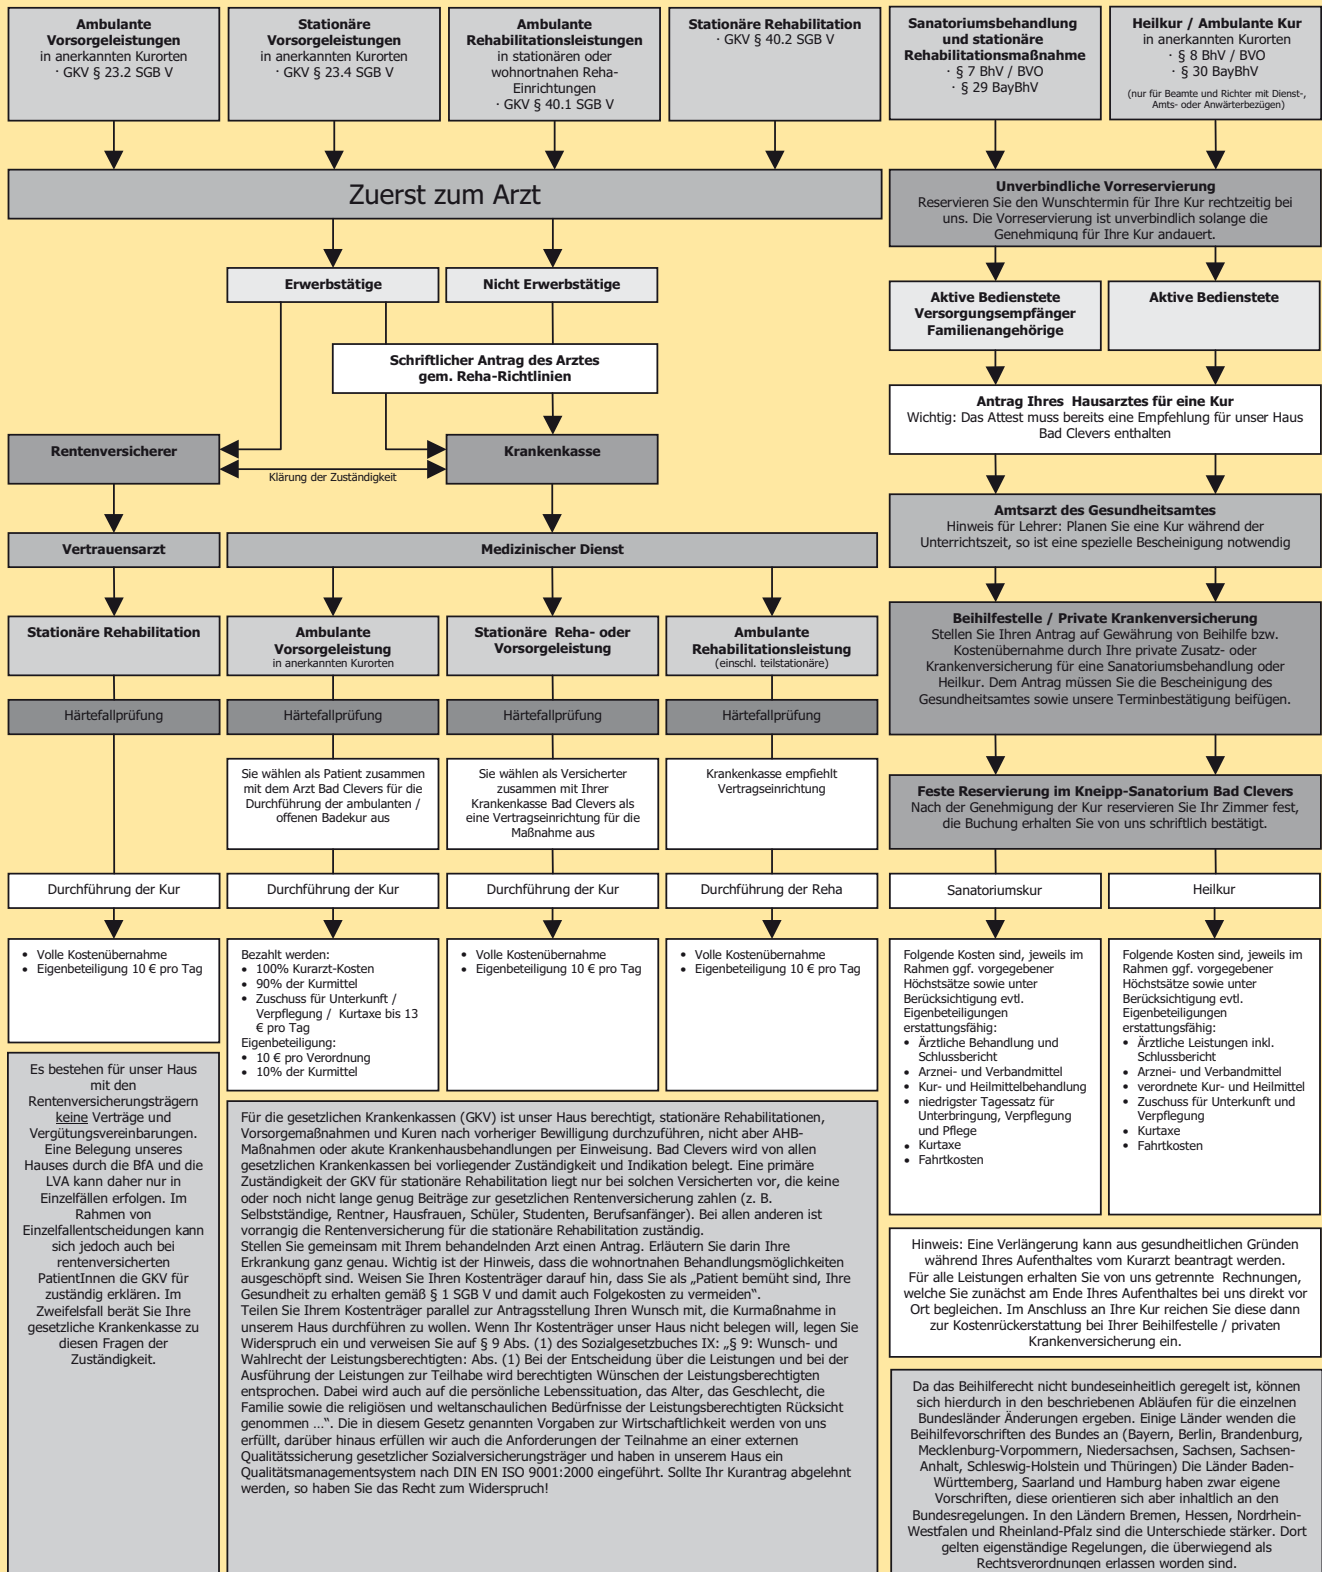 Ambulante
Vorsorgeleistungen
in anerkannten Kurorten
· GKV § 23.2 SGB V
Stationäre
Vorsorgeleistungen
in anerkannten Kurorten
· GKV § 23.4 SGB V
Ambulante
Rehabilitationsleistungen
in stationären oder
wohnortnahen Reha-
Einrichtungen
· GKV § 40.1 SGB V
Stationäre Rehabilitation
· GKV § 40.2 SGB V
Sanatoriumsbehandlung
und stationäre
Rehabilitationsmaßnahme
· § 7 BhV / BVO
· § 29 BayBhV
Heilkur / Ambulante Kur
in anerkannten Kurorten
· § 8 BhV / BVO
· § 30 BayBhV
(nur für Beamte und Richter mit Dienst-,
Amts- oder Anwärterbezügen)
Zuerst zum Arzt
Unverbindliche Vorreservierung
Reservieren Sie den Wunschtermin für Ihre Kur rechtzeitig bei
uns. Die Vorreservierung ist unverbindlich solange die
Genehmigung für Ihre Kur andauert.
Erwerbstätige
Nicht Erwerbstätige
Aktive Bedienstete
Versorgungsempfänger
Familienangehörige
Aktive Bedienstete
Schriftlicher Antrag des Arztes
gem. Reha-Richtlinien
Antrag Ihres Hausarztes für eine Kur
Wichtig: Das Attest muss bereits eine Empfehlung für unser Haus
Bad Clevers enthalten
Rentenversicherer
Klärung der Zuständigkeit
Krankenkasse
Amtsarzt des Gesundheitsamtes
Hinweis für Lehrer: Planen Sie eine Kur während der
Unterrichtszeit, so ist eine spezielle Bescheinigung notwendig
Vertrauensarzt
Medizinischer Dienst
Stationäre Rehabilitation
Ambulante
Vorsorgeleistung
in anerkannten Kurorten
Stationäre Reha- oder
Vorsorgeleistung
Ambulante
Rehabilitationsleistung
(einschl. teilstationäre)
Beihilfestelle / Private Krankenversicherung
Stellen Sie Ihren Antrag auf Gewährung von Beihilfe bzw.
Kostenübernahme durch Ihre private Zusatz- oder
Krankenversicherung für eine Sanatoriumsbehandlung oder
Heilkur. Dem Antrag müssen Sie die Bescheinigung des
Gesundheitsamtes sowie unsere Terminbestätigung beifügen.
Härtefallprüfung
Härtefallprüfung
Härtefallprüfung
Härtefallprüfung
Sie wählen als Patient zusammen
mit dem Arzt Bad Clevers für die
Durchführung der ambulanten /
offenen Badekur aus
Sie wählen als Versicherter
zusammen mit Ihrer
Krankenkasse Bad Clevers als
eine Vertragseinrichtung für die
Maßnahme aus
Krankenkasse empfiehlt
Vertragseinrichtung
Feste Reservierung im Kneipp-Sanatorium Bad Clevers
Nach der Genehmigung der Kur reservieren Sie Ihr Zimmer fest,
die Buchung erhalten Sie von uns schriftlich bestätigt.
Durchführung der Kur
Durchführung der Kur
Durchführung der Kur
Durchführung der Reha
Sanatoriumskur
Heilkur
• Volle Kostenübernahme
• Eigenbeteiligung 10 € pro Tag
Bezahlt werden:
• 100% Kurarzt-Kosten
• 90% der Kurmittel
• Zuschuss für Unterkunft /
Verpflegung / Kurtaxe bis 13
€ pro Tag
Eigenbeteiligung:
• 10 € pro Verordnung
• 10% der Kurmittel
• Volle Kostenübernahme
• Eigenbeteiligung 10 € pro Tag
• Volle Kostenübernahme
• Eigenbeteiligung 10 € pro Tag
Folgende Kosten sind, jeweils im
Rahmen ggf. vorgegebener
Höchstsätze sowie unter
Berücksichtigung evtl.
Eigenbeteiligungen
erstattungsfähig:
• Ärztliche Behandlung und
Schlussbericht
• Arznei- und Verbandmittel
• Kur- und Heilmittelbehandlung
• niedrigster Tagessatz für
Unterbringung, Verpflegung
und Pflege
• Kurtaxe
• Fahrtkosten
Folgende Kosten sind, jeweils im
Rahmen ggf. vorgegebener
Höchstsätze sowie unter
Berücksichtigung evtl.
Eigenbeteiligungen
erstattungsfähig:
• Ärztliche Leistungen inkl.
Schlussbericht
• Arznei- und Verbandmittel
• verordnete Kur- und Heilmittel
• Zuschuss für Unterkunft und
Verpflegung
• Kurtaxe
• Fahrtkosten
Es bestehen für unser Haus
mit den
Rentenversicherungsträgern
keine Verträge und
Vergütungsvereinbarungen.
Eine Belegung unseres
Hauses durch die BfA und die
LVA kann daher nur in
Einzelfällen erfolgen. Im
Rahmen von
Einzelfallentscheidungen kann
sich jedoch auch bei
rentenversicherten
PatientInnen die GKV für
zuständig erklären. Im
Zweifelsfall berät Sie Ihre
gesetzliche Krankenkasse zu
diesen Fragen der
Zuständigkeit.
Für die gesetzlichen Krankenkassen (GKV) ist unser Haus berechtigt, stationäre Rehabilitationen,
Vorsorgemaßnahmen und Kuren nach vorheriger Bewilligung durchzuführen, nicht aber AHB-
Maßnahmen oder akute Krankenhausbehandlungen per Einweisung. Bad Clevers wird von allen
gesetzlichen Krankenkassen bei vorliegender Zuständigkeit und Indikation belegt. Eine primäre
Zuständigkeit der GKV für stationäre Rehabilitation liegt nur bei solchen Versicherten vor, die keine
oder noch nicht lange genug Beiträge zur gesetzlichen Rentenversicherung zahlen (z. B.
Selbstständige, Rentner, Hausfrauen, Schüler, Studenten, Berufsanfänger). Bei allen anderen ist
vorrangig die Rentenversicherung für die stationäre Rehabilitation zuständig.
Stellen Sie gemeinsam mit Ihrem behandelnden Arzt einen Antrag. Erläutern Sie darin Ihre
Erkrankung ganz genau. Wichtig ist der Hinweis, dass die wohnortnahen Behandlungsmöglichkeiten
ausgeschöpft sind. Weisen Sie Ihren Kostenträger darauf hin, dass Sie als „Patient bemüht sind, Ihre
Gesundheit zu erhalten gemäß § 1 SGB V und damit auch Folgekosten zu vermeiden“.
Teilen Sie Ihrem Kostenträger parallel zur Antragsstellung Ihren Wunsch mit, die Kurmaßnahme in
unserem Haus durchführen zu wollen. Wenn Ihr Kostenträger unser Haus nicht belegen will, legen Sie
Widerspruch ein und verweisen Sie auf § 9 Abs. (1) des Sozialgesetzbuches IX: „§ 9: Wunsch- und
Wahlrecht der Leistungsberechtigten: Abs. (1) Bei der Entscheidung über die Leistungen und bei der
Ausführung der Leistungen zur Teilhabe wird berechtigten Wünschen der Leistungsberechtigten
entsprochen. Dabei wird auch auf die persönliche Lebenssituation, das Alter, das Geschlecht, die
Familie sowie die religiösen und weltanschaulichen Bedürfnisse der Leistungsberechtigten Rücksicht
genommen ...“. Die in diesem Gesetz genannten Vorgaben zur Wirtschaftlichkeit werden von uns
erfüllt, darüber hinaus erfüllen wir auch die Anforderungen der Teilnahme an einer externen
Qualitätssicherung gesetzlicher Sozialversicherungsträger und haben in unserem Haus ein
Qualitätsmanagementsystem nach DIN EN ISO 9001:2000 eingeführt. Sollte Ihr Kurantrag abgelehnt
werden, so haben Sie das Recht zum Widerspruch!
Hinweis: Eine Verlängerung kann aus gesundheitlichen Gründen
während Ihres Aufenthaltes vom Kurarzt beantragt werden.
Für alle Leistungen erhalten Sie von uns getrennte Rechnungen,
welche Sie zunächst am Ende Ihres Aufenthaltes bei uns direkt vor
Ort begleichen. Im Anschluss an Ihre Kur reichen Sie diese dann
zur Kostenrückerstattung bei Ihrer Beihilfestelle / privaten
Krankenversicherung ein.
Da das Beihilferecht nicht bundeseinheitlich geregelt ist, können
sich hierdurch in den beschriebenen Abläufen für die einzelnen
Bundesländer Änderungen ergeben. Einige Länder wenden die
Beihilfevorschriften des Bundes an (Bayern, Berlin, Brandenburg,
Mecklenburg-Vorpommern, Niedersachsen, Sachsen, Sachsen-
Anhalt, Schleswig-Holstein und Thüringen) Die Länder Baden-
Württemberg, Saarland und Hamburg haben zwar eigene
Vorschriften, diese orientieren sich aber inhaltlich an den
Bundesregelungen. In den Ländern Bremen, Hessen, Nordrhein-
Westfalen und Rheinland-Pfalz sind die Unterschiede stärker. Dort
gelten eigenständige Regelungen, die überwiegend als
Rechtsverordnungen erlassen worden sind.